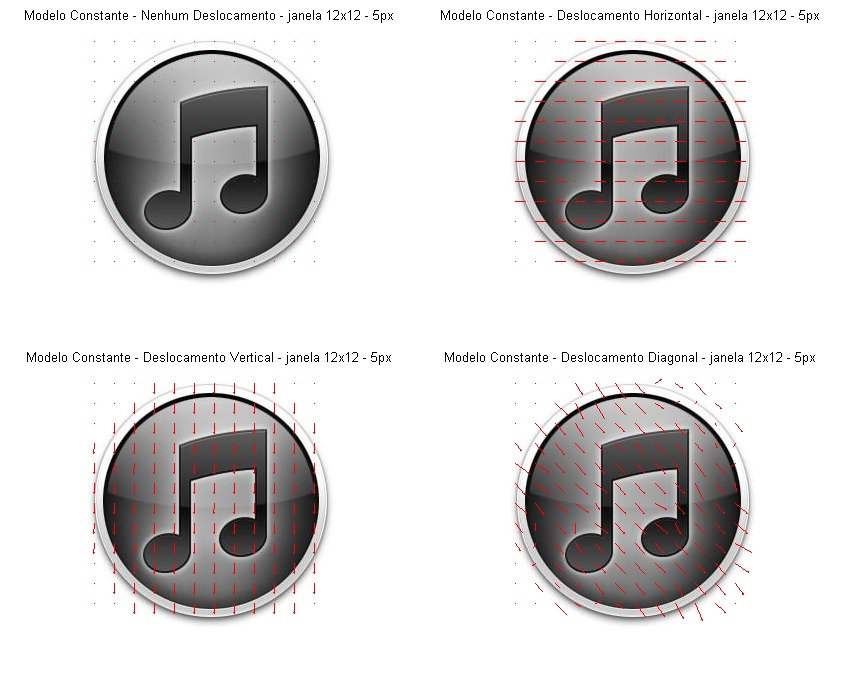 Modelo Constante - Nenhum Deslocamento - janela 12x12 - 5px
Modelo Constante - Deslocamento Horizontal - janela 12x12 - 5px
Modelo Constante - Deslocamento Vertical - janela 12x12 - 5px
Modelo Constante - Deslocamento Diagonal - janela 12x12 - 5px